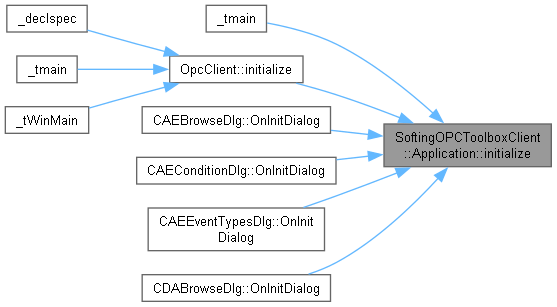 _declspec
_tmain
_tWinMain
_tmain
OpcClient::initialize
CAEBrowseDlg::OnInitDialog
CAEConditionDlg::OnInitDialog
CAEEventTypesDlg::OnInit
Dialog
CDABrowseDlg::OnInitDialog
SoftingOPCToolboxClient
::Application::initialize